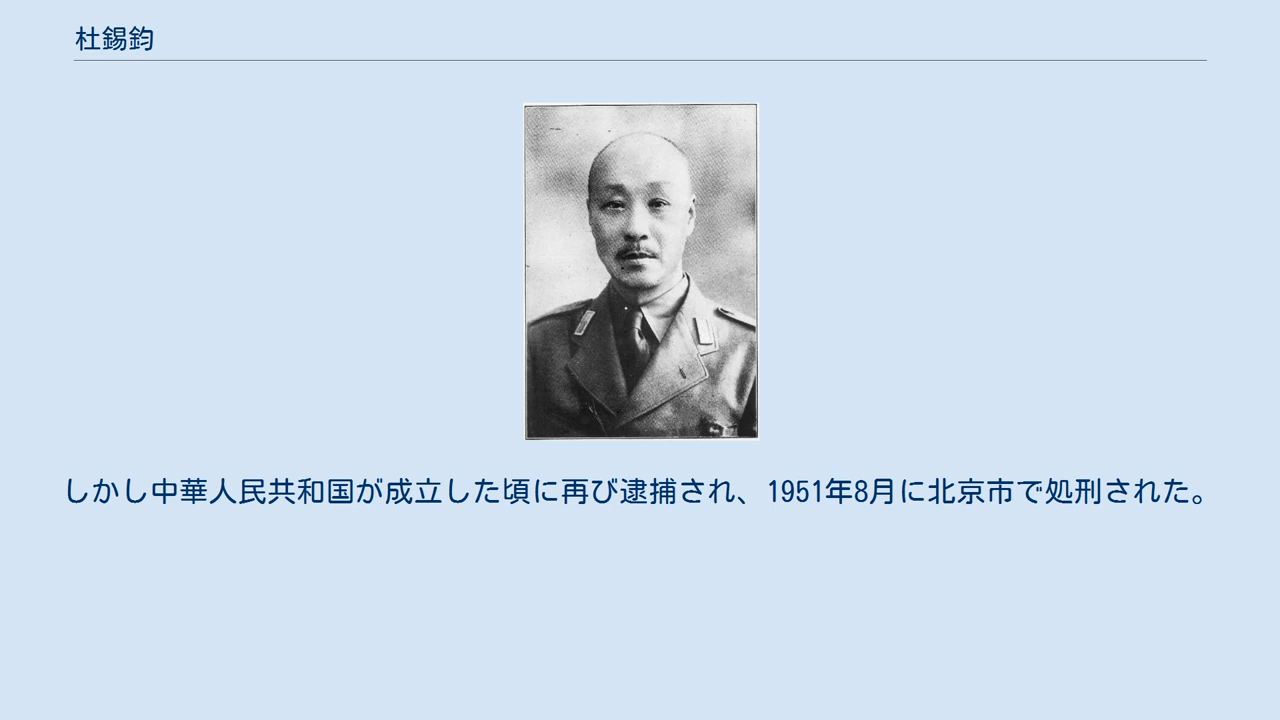 杜錫鈞
しかし中華人民共和国が成立した頃に再び逮捕され、1951年8月に北京市で処刑された。